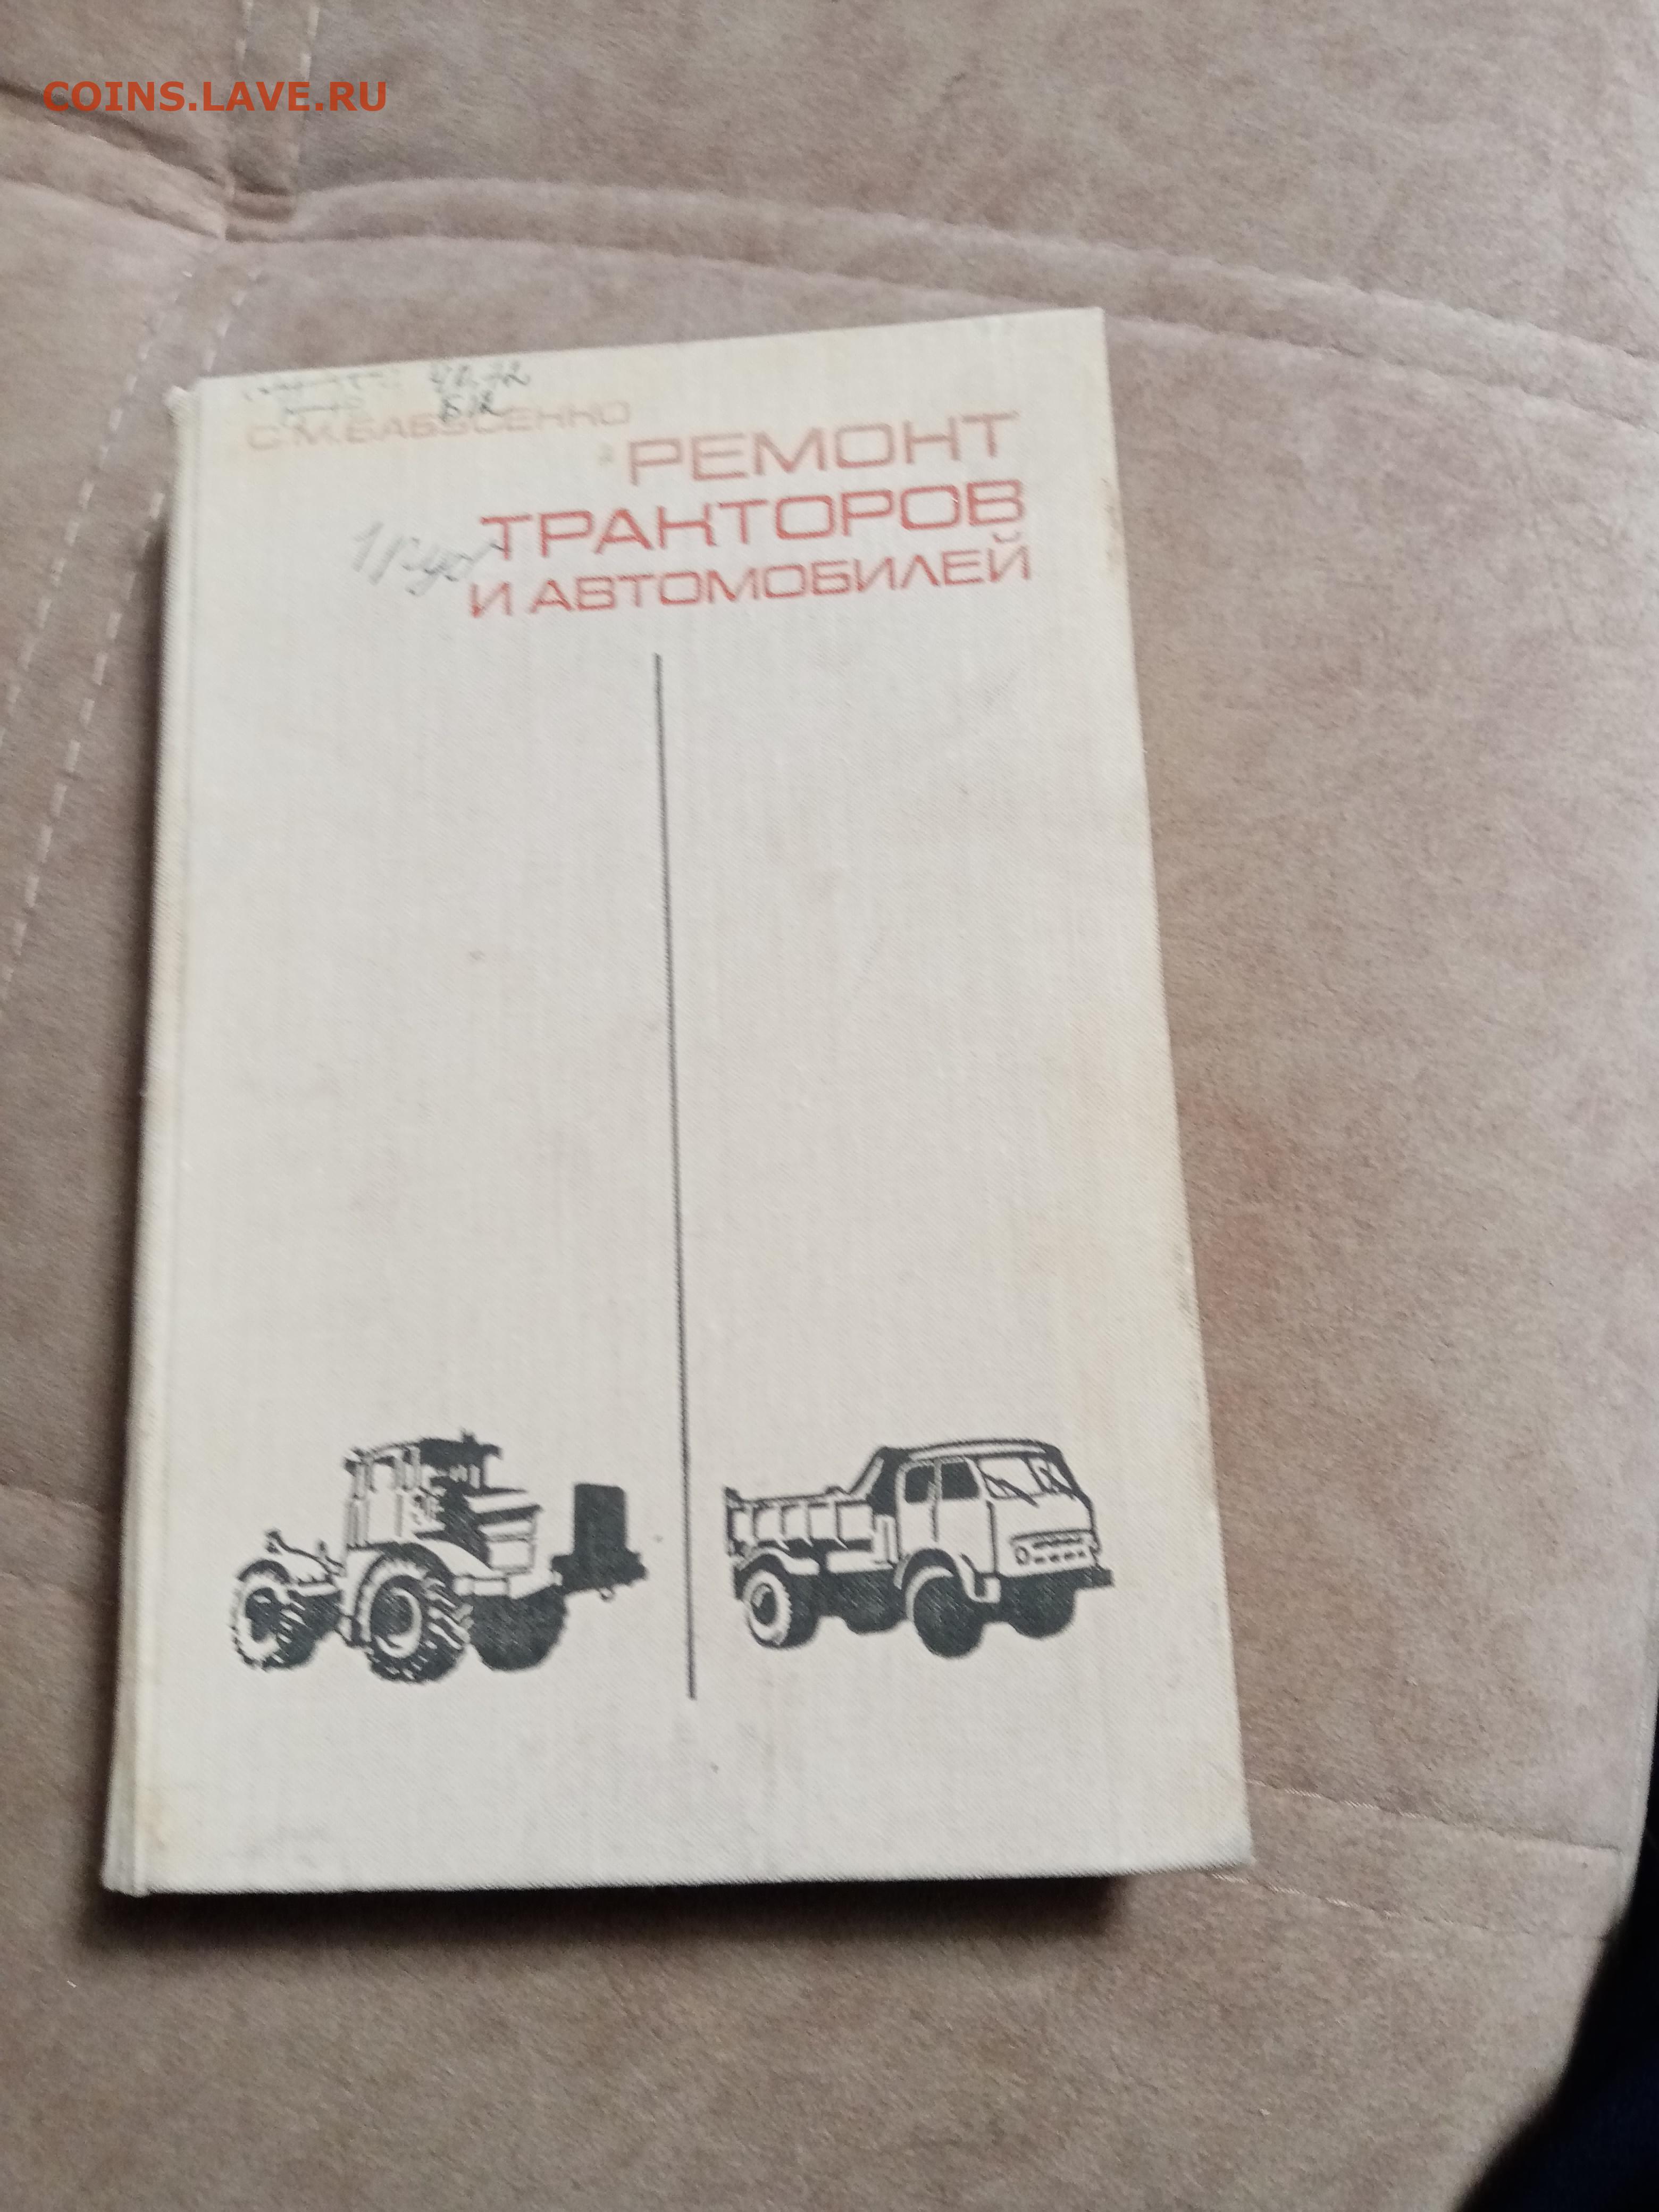 COINS.LAVE.RU
С.М.БАБУСЕНКО
РЕМОНТ
ТРАКТОРОВ
И АВТОМОБИЛЕЙ